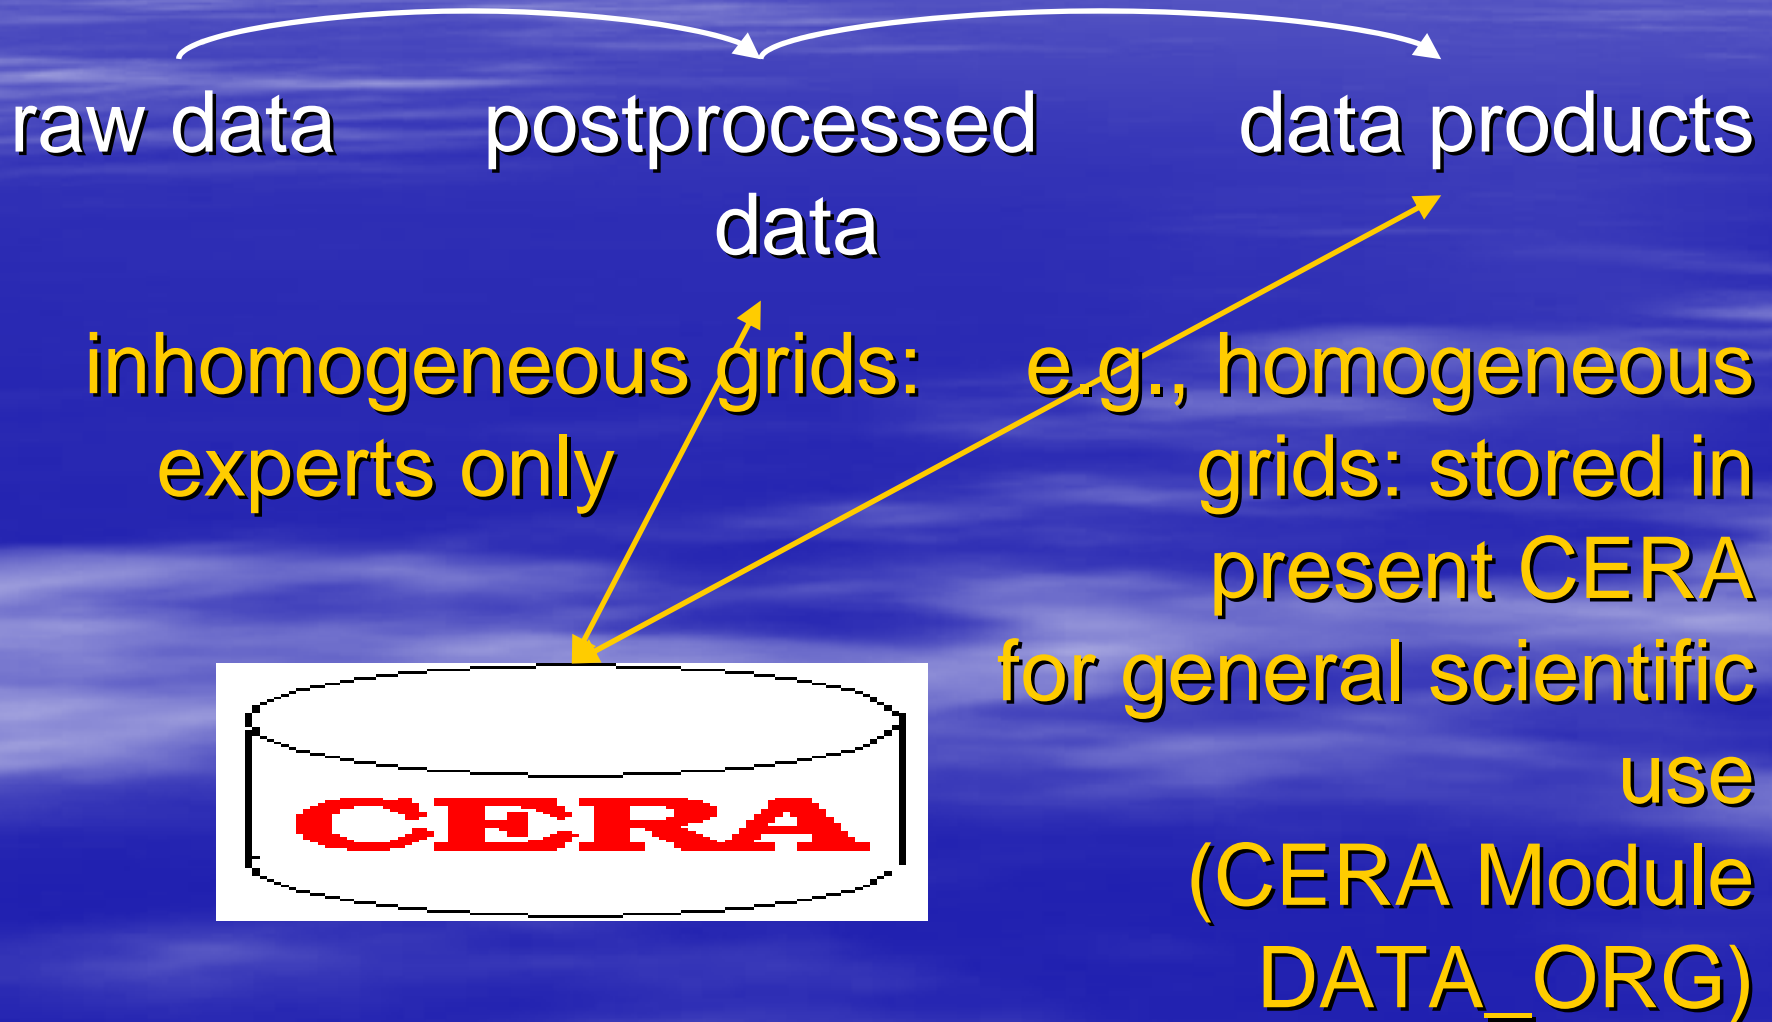 raw data
postprocessed
data
data products
inhomogeneous grids:
experts only
e.g., homogeneous
grids: stored in
present CERA
for general scientific
use
(CERA Module
DATA_ORG)
CERA